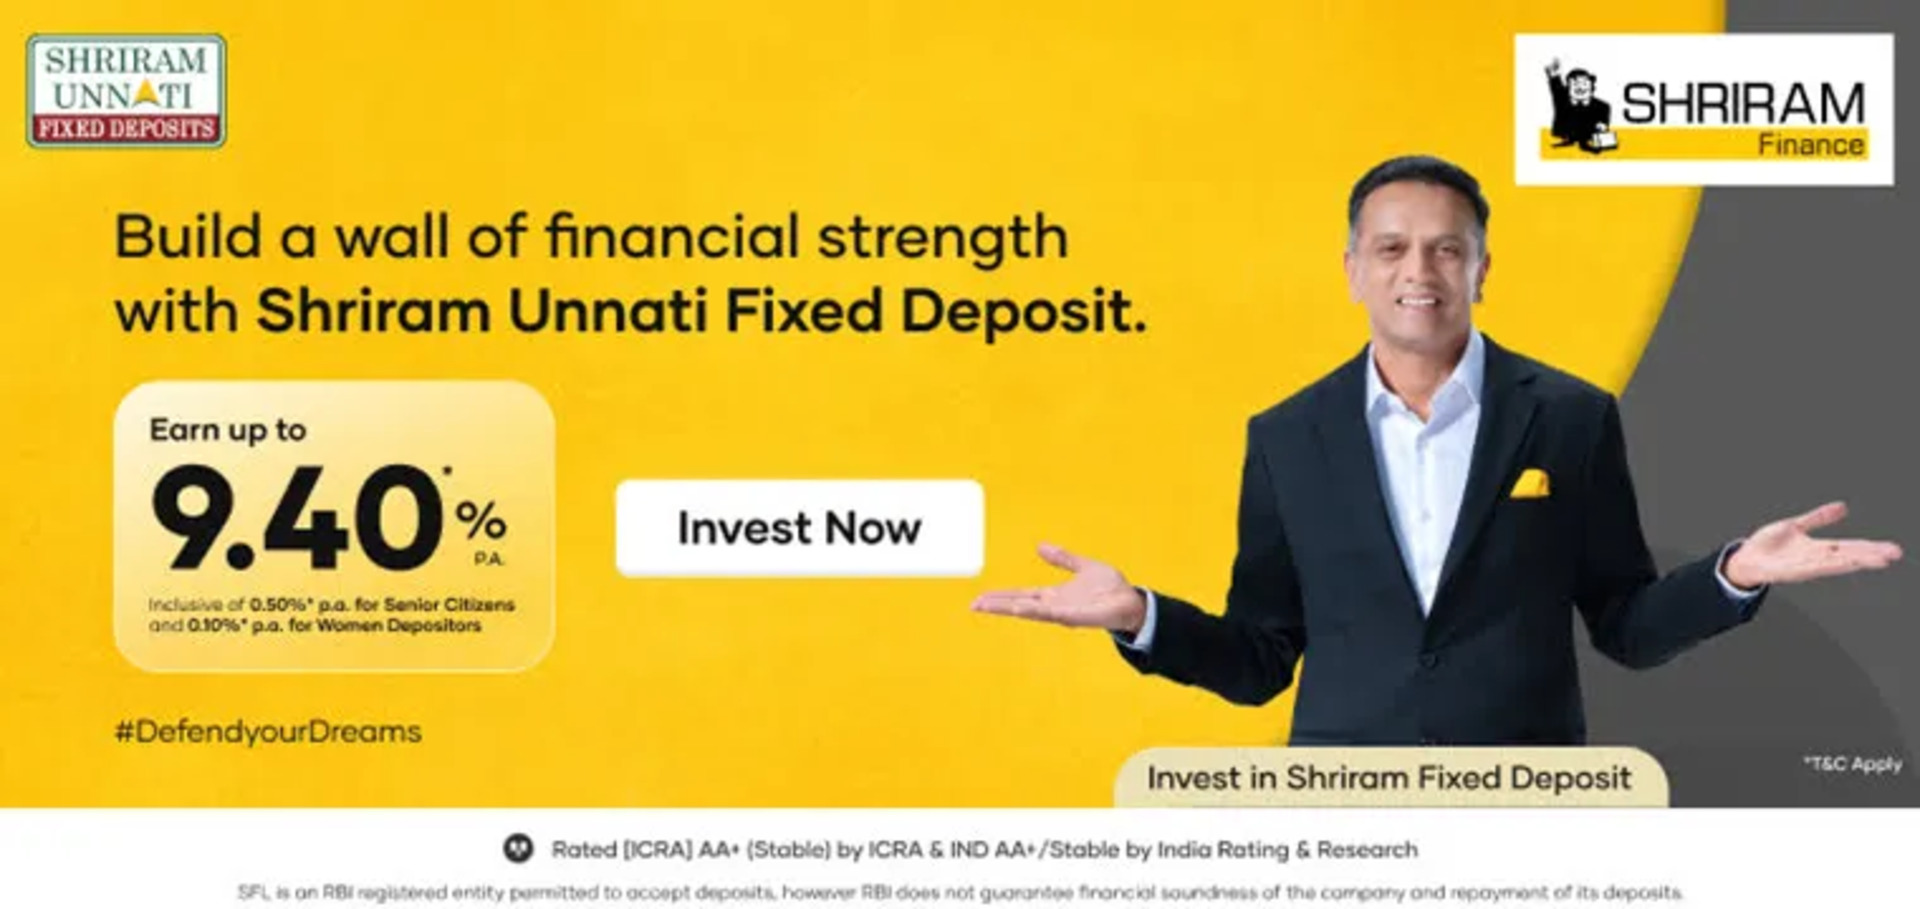 SHRIRAM
UNNATI
FIXED DEPOSITS
SHRIRAM
Finance
Build a wall of financial strength
with Shriram Unnati Fixed Deposit.
Earn up to
9.40*%
P.A.
Inclusive of 0.50%* p.a. for Senior Citizens
and 0.10%* p.a. for Women Depositors
Invest Now
#DefendyourDreams
Invest in Shriram Fixed Deposit
*T&C Apply
Rated [ICRA] AA+ (Stable) by ICRA & IND AA+/Stable by India Rating & Research
SFL is an RBI registered entity permitted to accept deposits, however RBI does not guarantee financial soundness of the company and repayment of its deposits.